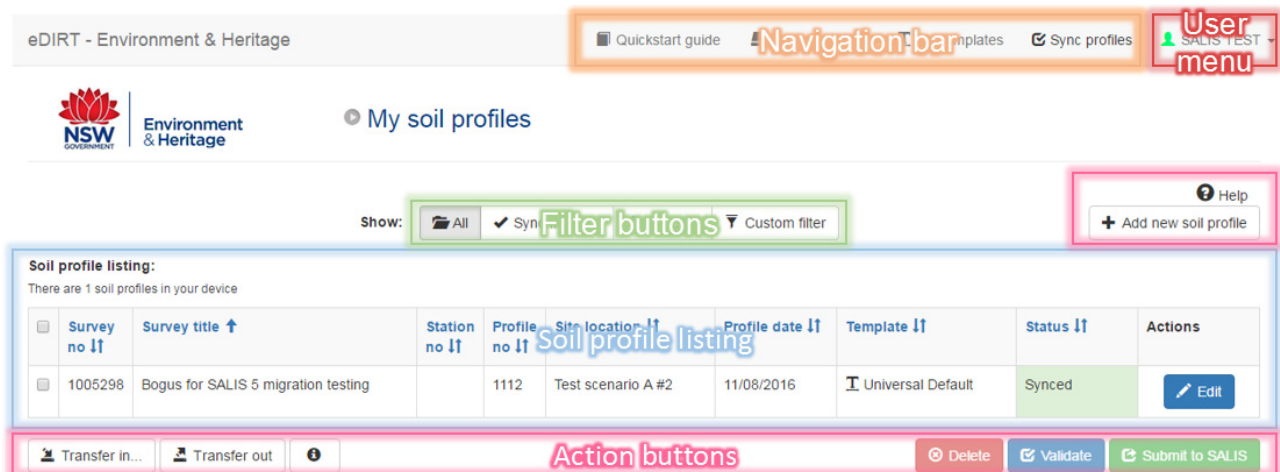 eDIRT - Environment & Heritage
Quickstart guide
Navigation bar
Sync profiles
SALIS TEST
User menu
NSW
GOVERNMENT
Environment
& Heritage
My soil profiles
Help
Add new soil profile
Show:
All
Filter buttons
Custom filter
Soil profile listing:
There are 1 soil profiles in your device
Survey no
Survey title
Station no
Profile no
Site location
Profile date
Template
Status
Actions
Soil profile listing
1005298
Bogus for SALIS 5 migration testing
1112
Test scenario A #2
11/08/2016
Universal Default
Synced
Edit
Transfer in...
Transfer out
Action buttons
Delete
Validate
Submit to SALIS